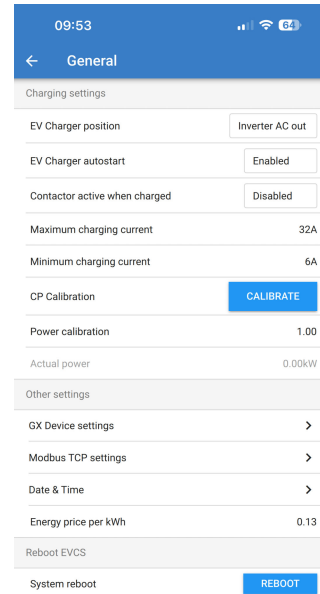 09:53
64
General
Charging settings
EV Charger position Inverter AC out
EV Charger autostart Enabled
Contactor active when charged Disabled
Maximum charging current 32A
Minimum charging current 6A
CP Calibration CALIBRATE
Power calibration 1.00
Actual power 0.00kW
Other settings
GX Device settings
Modbus TCP settings
Date & Time
Energy price per kWh 0.13
Reboot EVCS
System reboot REBOOT